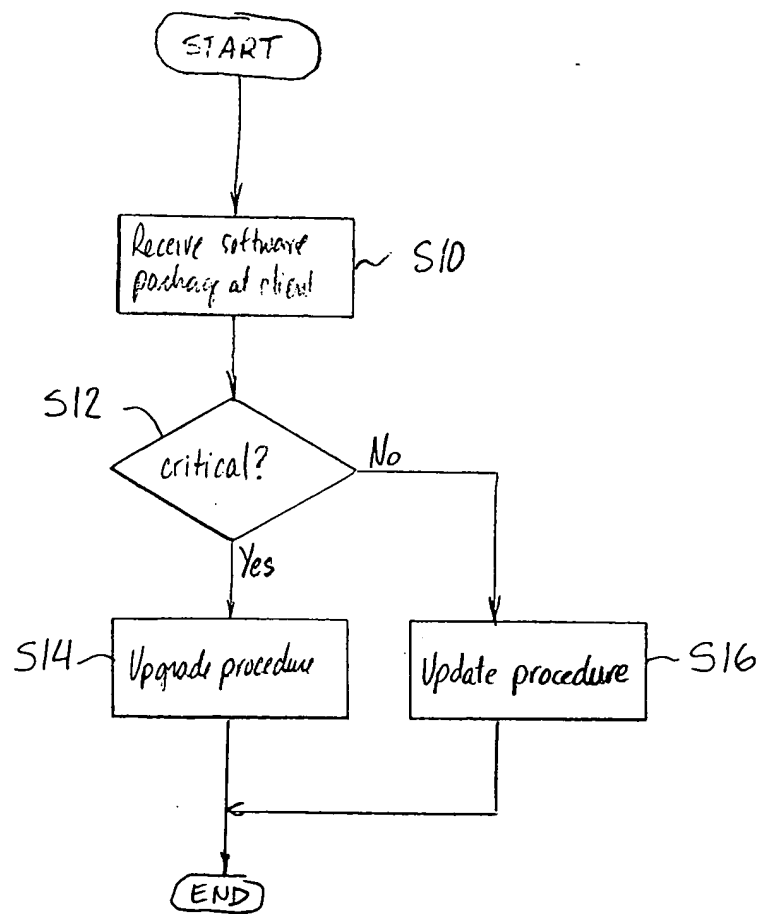 START
Receive software
package at client
S10
S12
critical?
No
Yes
S14
Upgrade procedure
Update procedure
S16
END